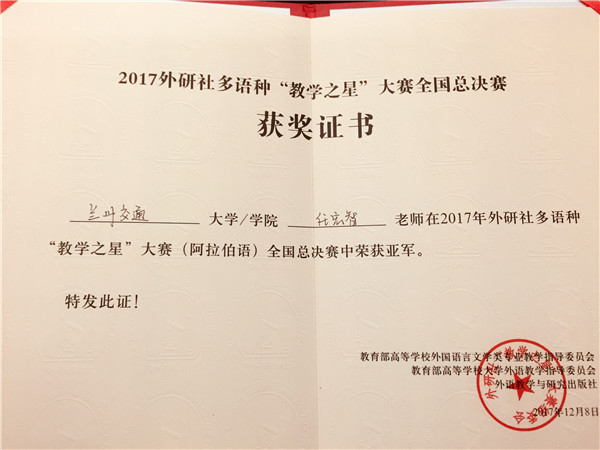 2017外研社多语种“教学之星”大赛全国总决赛
获奖证书
兰州交通 大学/学院 任宏智 老师在2017年外研社多语种
“教学之星”大赛（阿拉伯语）全国总决赛中荣获亚军。
特发此证！
教育部高等学校外国语言文学类专业教学指导委员会
教育部高等学校大学外语教学指导委员会
外语教学与研究出版社
2017年12月8日